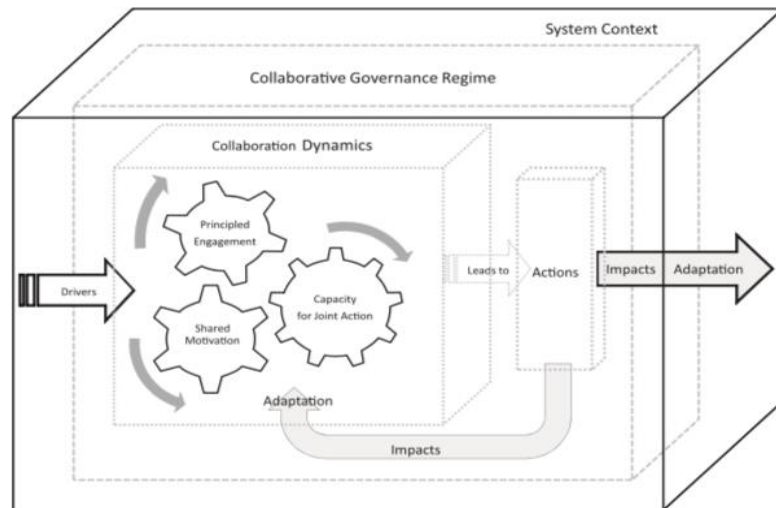 System Context
Collaborative Governance Regime
Collaboration Dynamics
Principled
Engagement
Drivers
Leads to
Actions
Impacts
Adaptation
Capacity
for Joint Action
Shared
Motivation
Adaptation
Impacts